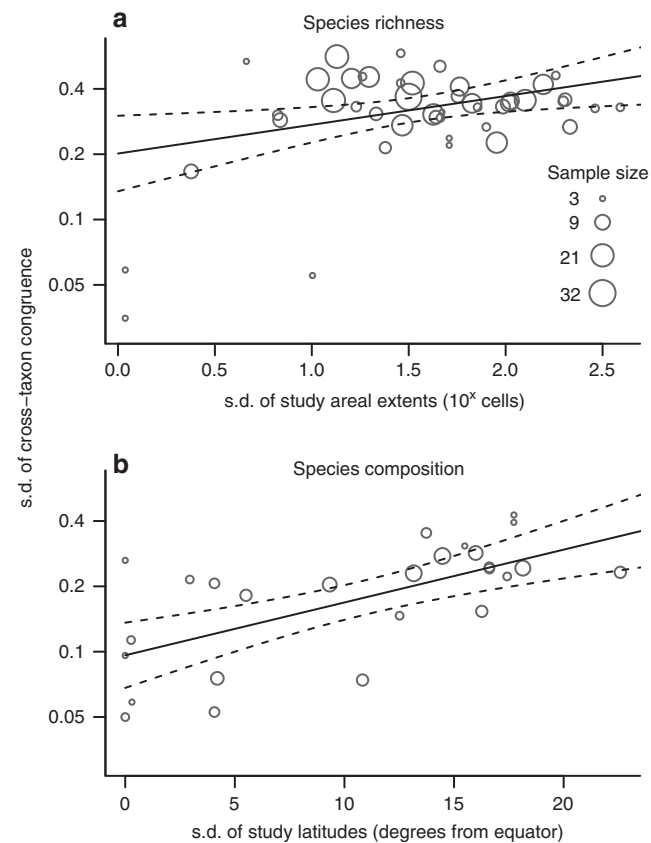 a
Species richness
0.4
0.2
0.1
0.05
Sample size
3
9
21
32
0.0 0.5 1.0 1.5 2.0 2.5
s.d. of study areal extents (10ˣ cells)
s.d. of cross−taxon congruence
b
Species composition
0.4
0.2
0.1
0.05
0 5 10 15 20
s.d. of study latitudes (degrees from equator)